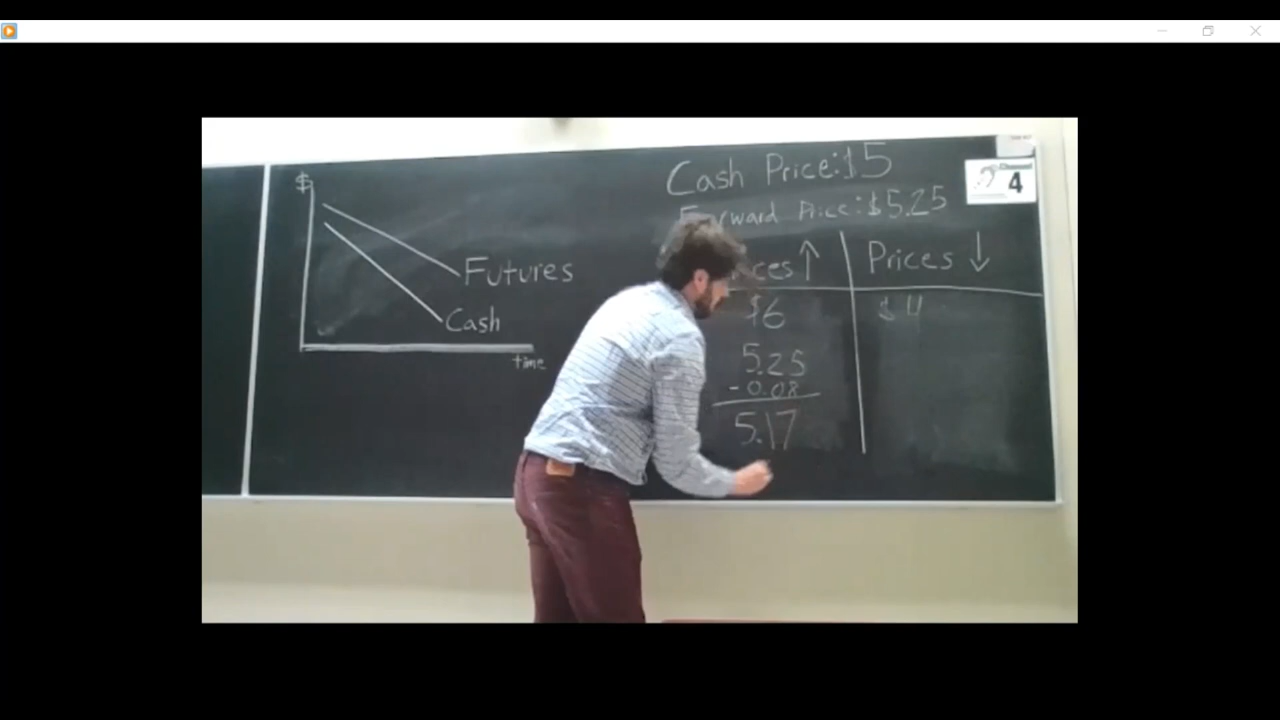 $
Futures
Cash
time
Cash Price: $5
Forward Price: $5.25
Prices ↑
Prices ↓
$6
$4
5.25
- 0.08
5.17
4